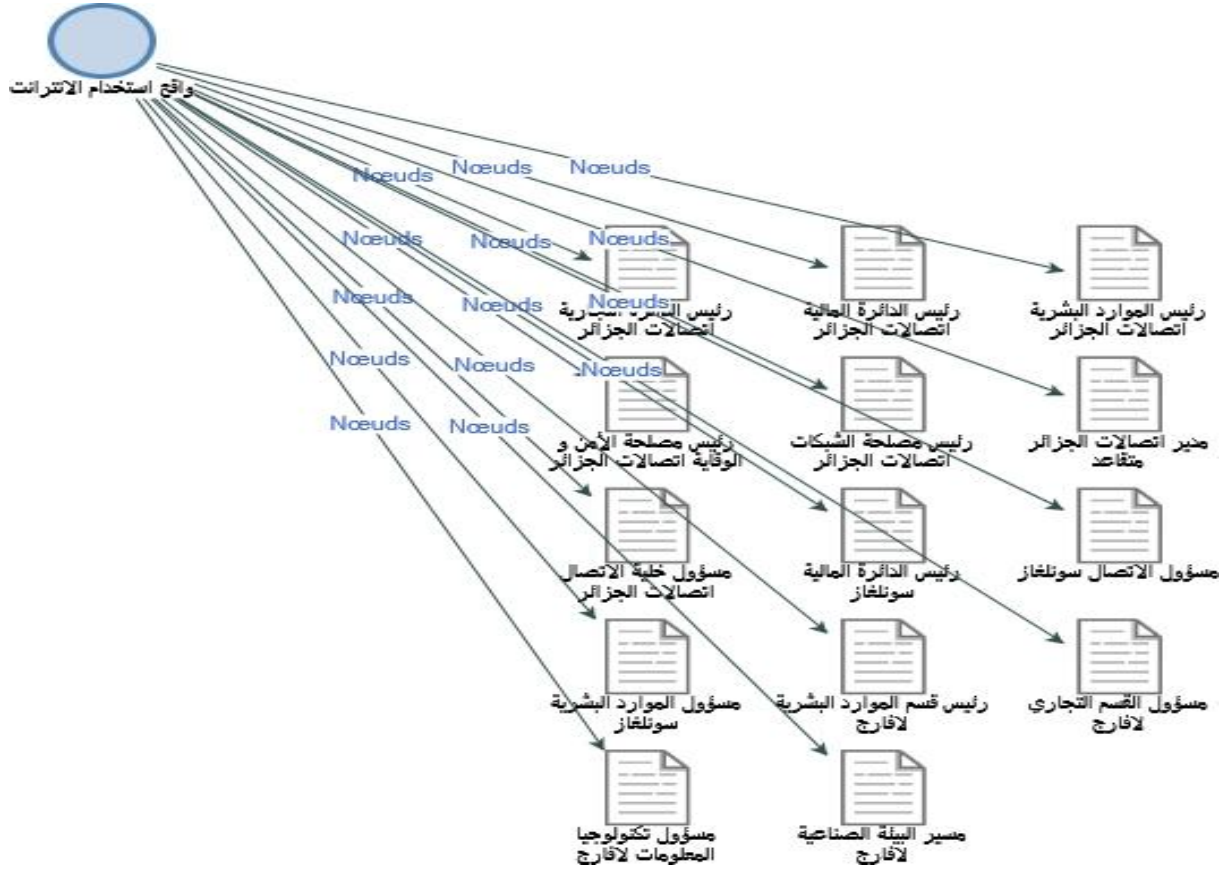 واقع استخدام الانترانت
Nœuds
Nœuds
Nœuds
Nœuds
Nœuds
Nœuds
Nœuds
Nœuds
Nœuds
Nœuds
Nœuds
Nœuds
Nœuds
Nœuds
رئيس الموارد البشرية
اتصالات الجزائر
رئيس الدائرة المالية
اتصالات الجزائر
رئيس الدائرة التجارية
اتصالات الجزائر
مدير اتصالات الجزائر
متقاعد
رئيس مصلحة الشبكات
اتصالات الجزائر
رئيس مصلحة الأمن و
الوقاية اتصالات الجزائر
مسؤول الاتصال سونلغاز
رئيس الدائرة المالية
سونلغاز
مسؤول خلية الاتصال
اتصالات الجزائر
مسؤول القسم التجاري
لافارج
رئيس قسم الموارد البشرية
لافارج
مسؤول الموارد البشرية
سونلغاز
مسير البيئة الصناعية
لافارج
مسؤول تكنولوجيا
المعلومات لافارج